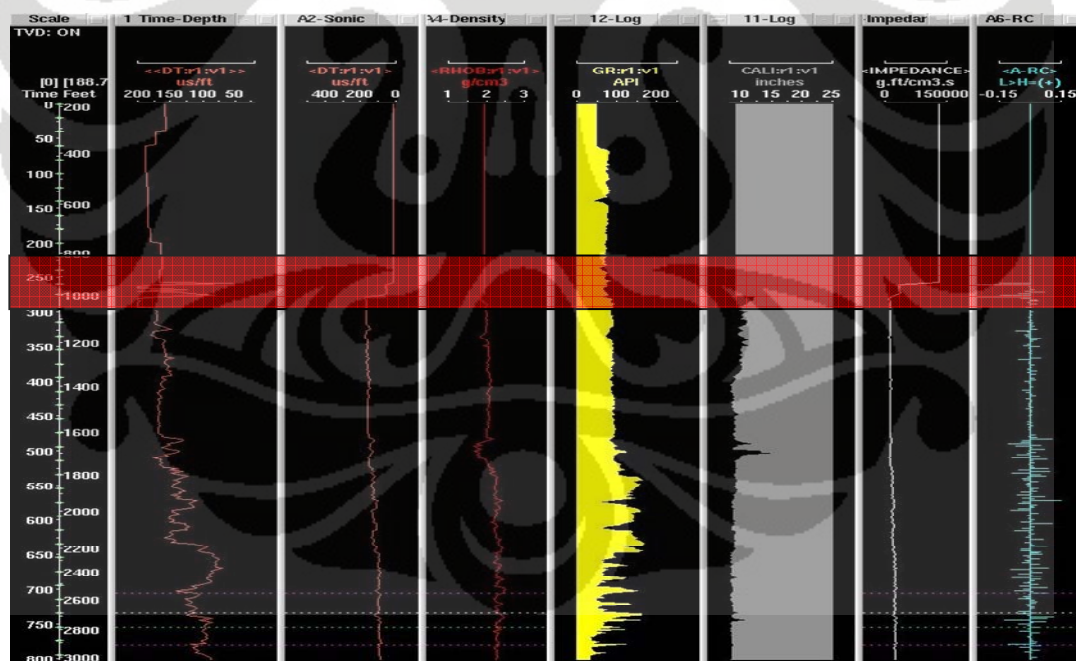 Scale
1 Time-Depth
A2-Sonic
V4-Density
12-Log
11-Log
Impedar
A6-RC
TVD: ON
<<DT:r1:v1>>
<DT:r1:v1>
<RHOB:r1:v1>
GR:r1:v1
CALI:r1:v1
<IMPEDANCE>
<A-RC>
[0] [188.7
us/ft
us/ft
g/cm3
API
inches
g.ft/cm3.s
L>H=(+)
Time Feet
200 150 100 50
400 200 0
1 2 3
0 100 200
10 15 20 25
0 150000
-0.15 0.15
0 200
50
400
100
150 600
200
800
250
1000
300
350 1200
400 1400
450
1600
500
1800
550
2000
600
2200
650
2400
700
2600
750
2800
800 3000